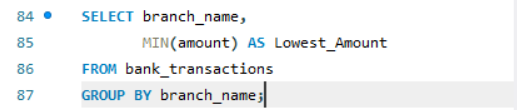 84 SELECT branch_name,
85 MIN(amount) AS Lowest_Amount
86 FROM bank_transactions
87 GROUP BY branch_name;